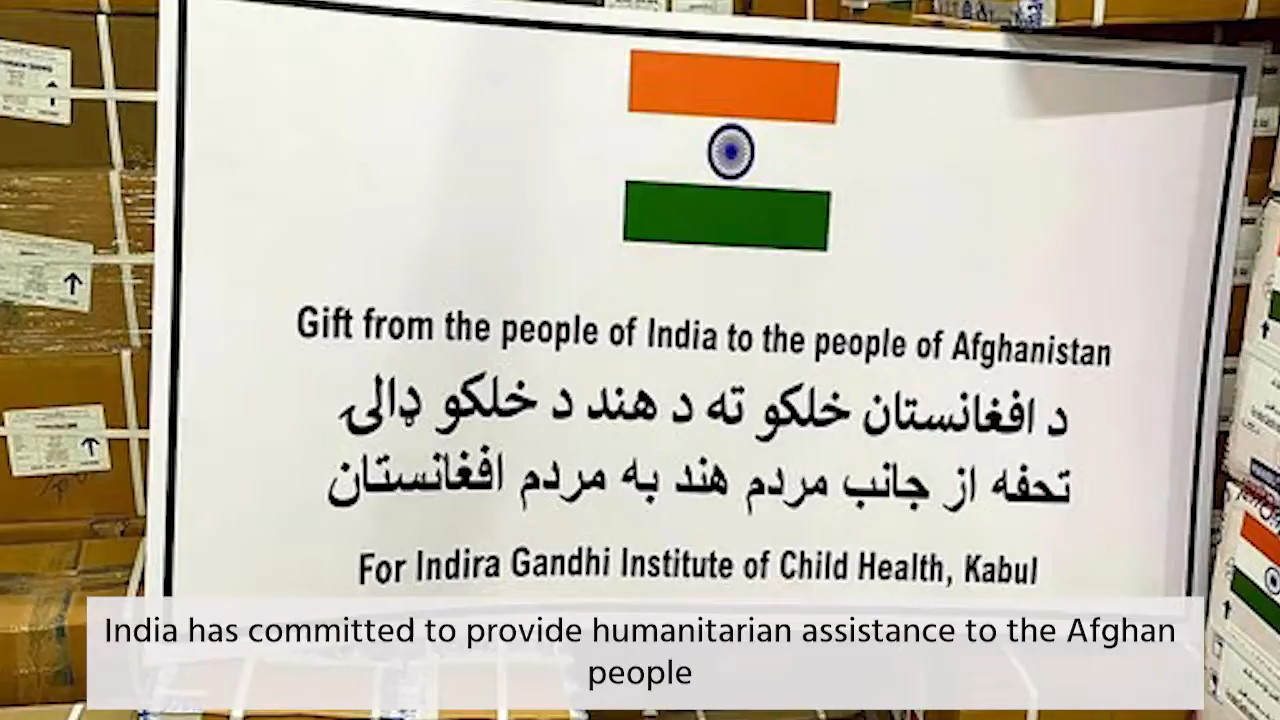 Gift from the people of India to the people of Afghanistan
د افغانستان خلکو ته د هند د خلکو ډالۍ
تحفه از جانب مردم هند به مردم افغانستان
For Indira Gandhi Institute of Child Health, Kabul
India has committed to provide humanitarian assistance to the Afghan
people